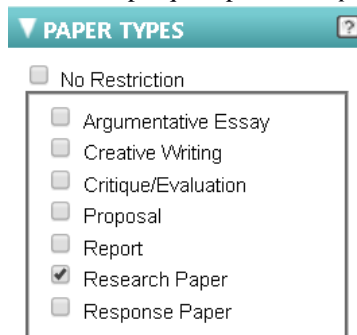 PAPER TYPES ?
No Restriction
Argumentative Essay
Creative Writing
Critique/Evaluation
Proposal
Report
Research Paper
Response Paper